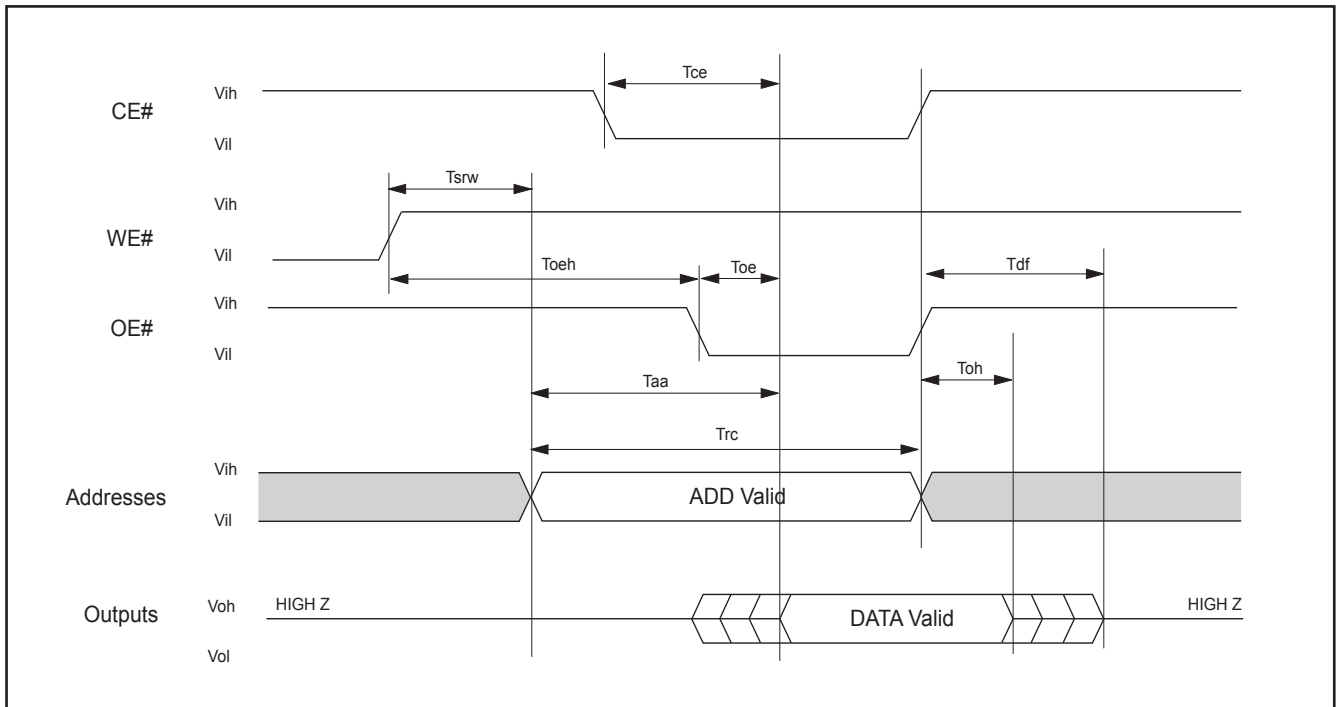 Tce
CE#
Vih
Vil
Tsrw
WE#
Vih
Vil
Toeh
Toe
Tdf
OE#
Vih
Vil
Taa
Toh
Trc
Addresses
Vih
Vil
ADD Valid
Outputs
Voh
Vol
HIGH Z
DATA Valid
HIGH Z